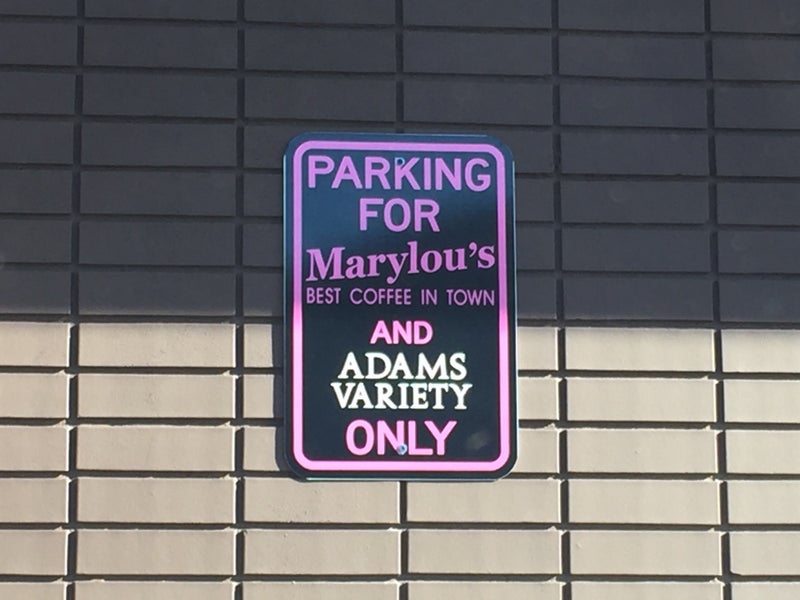 PARKING
FOR
Marylou's
BEST COFFEE IN TOWN
AND
ADAMS
VARIETY
ONLY